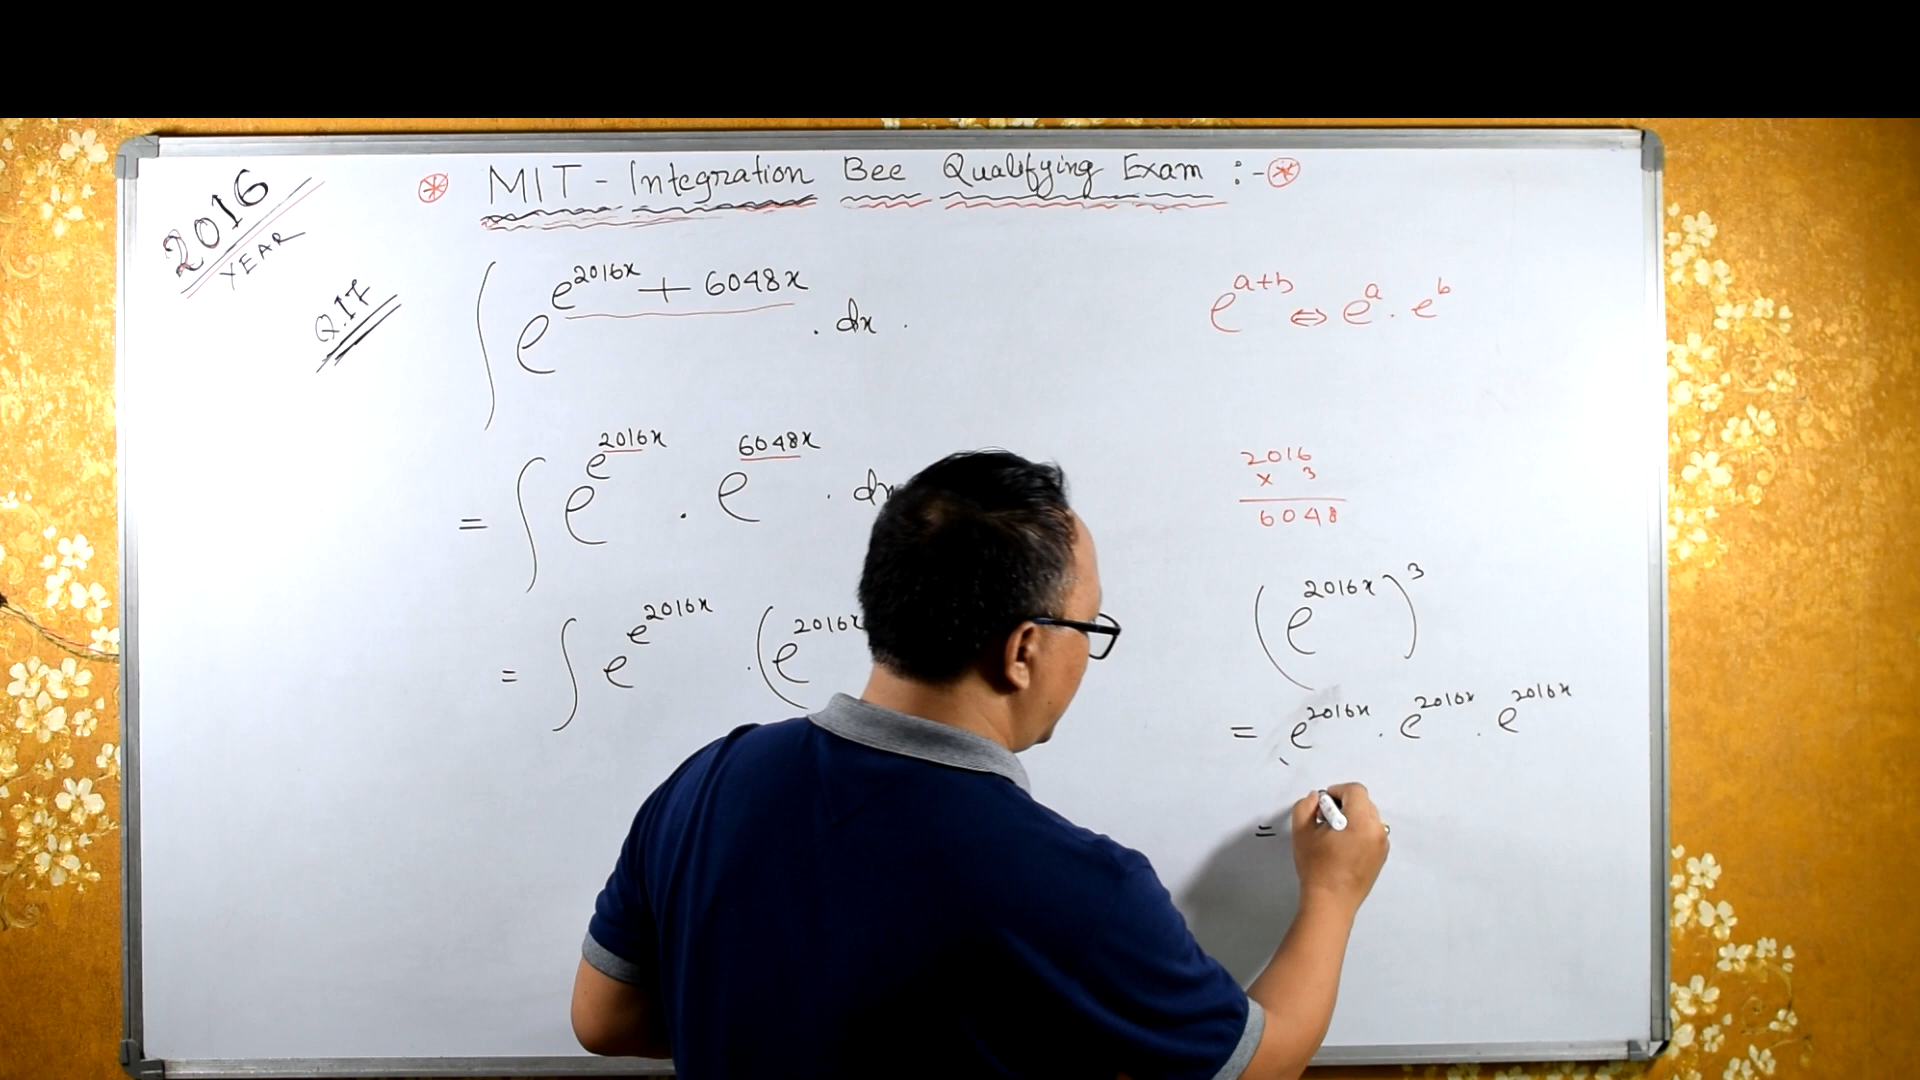 2016
YEAR
Q.17
⊛ MIT - Integration Bee Qualifying Exam :- ⊛
∫ e^(e^(2016x) + 6048x) . dx .
= ∫ e^(e^(2016x)) . e^(6048x) . dx
= ∫ e^(e^(2016x)) . (e^(2016x)
e^(a+b) ⇔ e^a . e^b
2016
x 3
6048
(e^(2016x))^3
= e^(2016x) . e^(2016x) . e^(2016x)
=